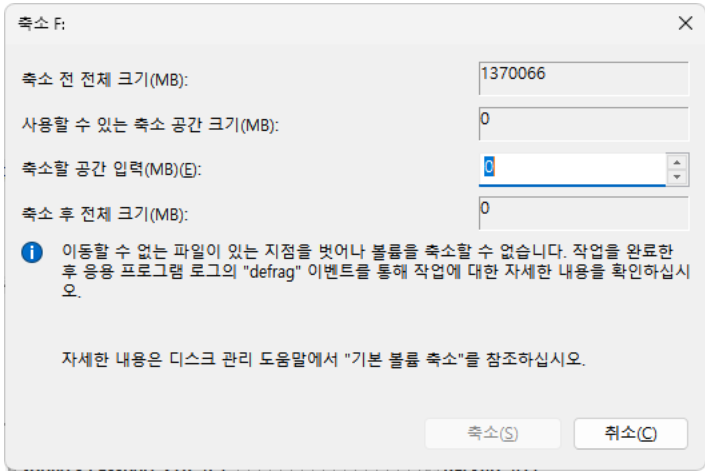 축소 F:
축소 전 전체 크기(MB):
1370066
사용할 수 있는 축소 공간 크기(MB):
0
축소할 공간 입력(MB)(E):
0
축소 후 전체 크기(MB):
0
이동할 수 없는 파일이 있는 지점을 벗어나 볼륨을 축소할 수 없습니다. 작업을 완료한
후 응용 프로그램 로그의 "defrag" 이벤트를 통해 작업에 대한 자세한 내용을 확인하십시
오.
자세한 내용은 디스크 관리 도움말에서 "기본 볼륨 축소"를 참조하십시오.
축소(S)
취소(C)